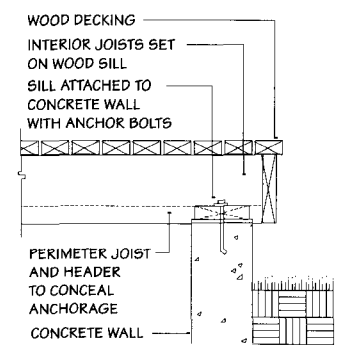 WOOD DECKING
INTERIOR JOISTS SET
ON WOOD SILL
SILL ATTACHED TO
CONCRETE WALL
WITH ANCHOR BOLTS
PERIMETER JOIST
AND HEADER
TO CONCEAL
ANCHORAGE
CONCRETE WALL